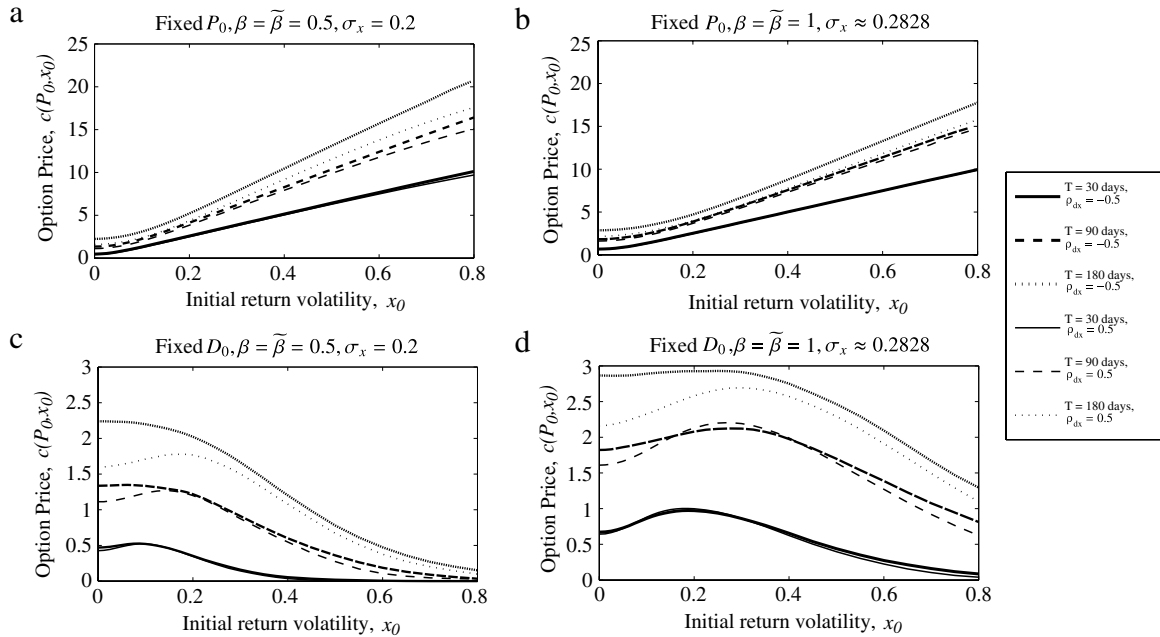 a
Fixed P₀, β = β̃ = 0.5, σₓ = 0.2
Option Price, c(P₀,x₀)
25
20
15
10
5
0
0 0.2 0.4 0.6 0.8
Initial return volatility, x₀
b
Fixed P₀, β = β̃ = 1, σₓ ≈ 0.2828
Option Price, c(P₀,x₀)
25
20
15
10
5
0
0 0.2 0.4 0.6 0.8
Initial return volatility, x₀
c
Fixed D₀, β = β̃ = 0.5, σₓ = 0.2
Option Price, c(P₀,x₀)
3
2.5
2
1.5
1
0.5
0
0 0.2 0.4 0.6 0.8
Initial return volatility, x₀
d
Fixed D₀, β = β̃ = 1, σₓ ≈ 0.2828
Option Price, c(P₀,x₀)
3
2.5
2
1.5
1
0.5
0
0 0.2 0.4 0.6 0.8
Initial return volatility, x₀
T = 30 days,
ρdx = −0.5
T = 90 days,
ρdx = −0.5
T = 180 days,
ρdx = −0.5
T = 30 days,
ρdx = 0.5
T = 90 days,
ρdx = 0.5
T = 180 days,
ρdx = 0.5